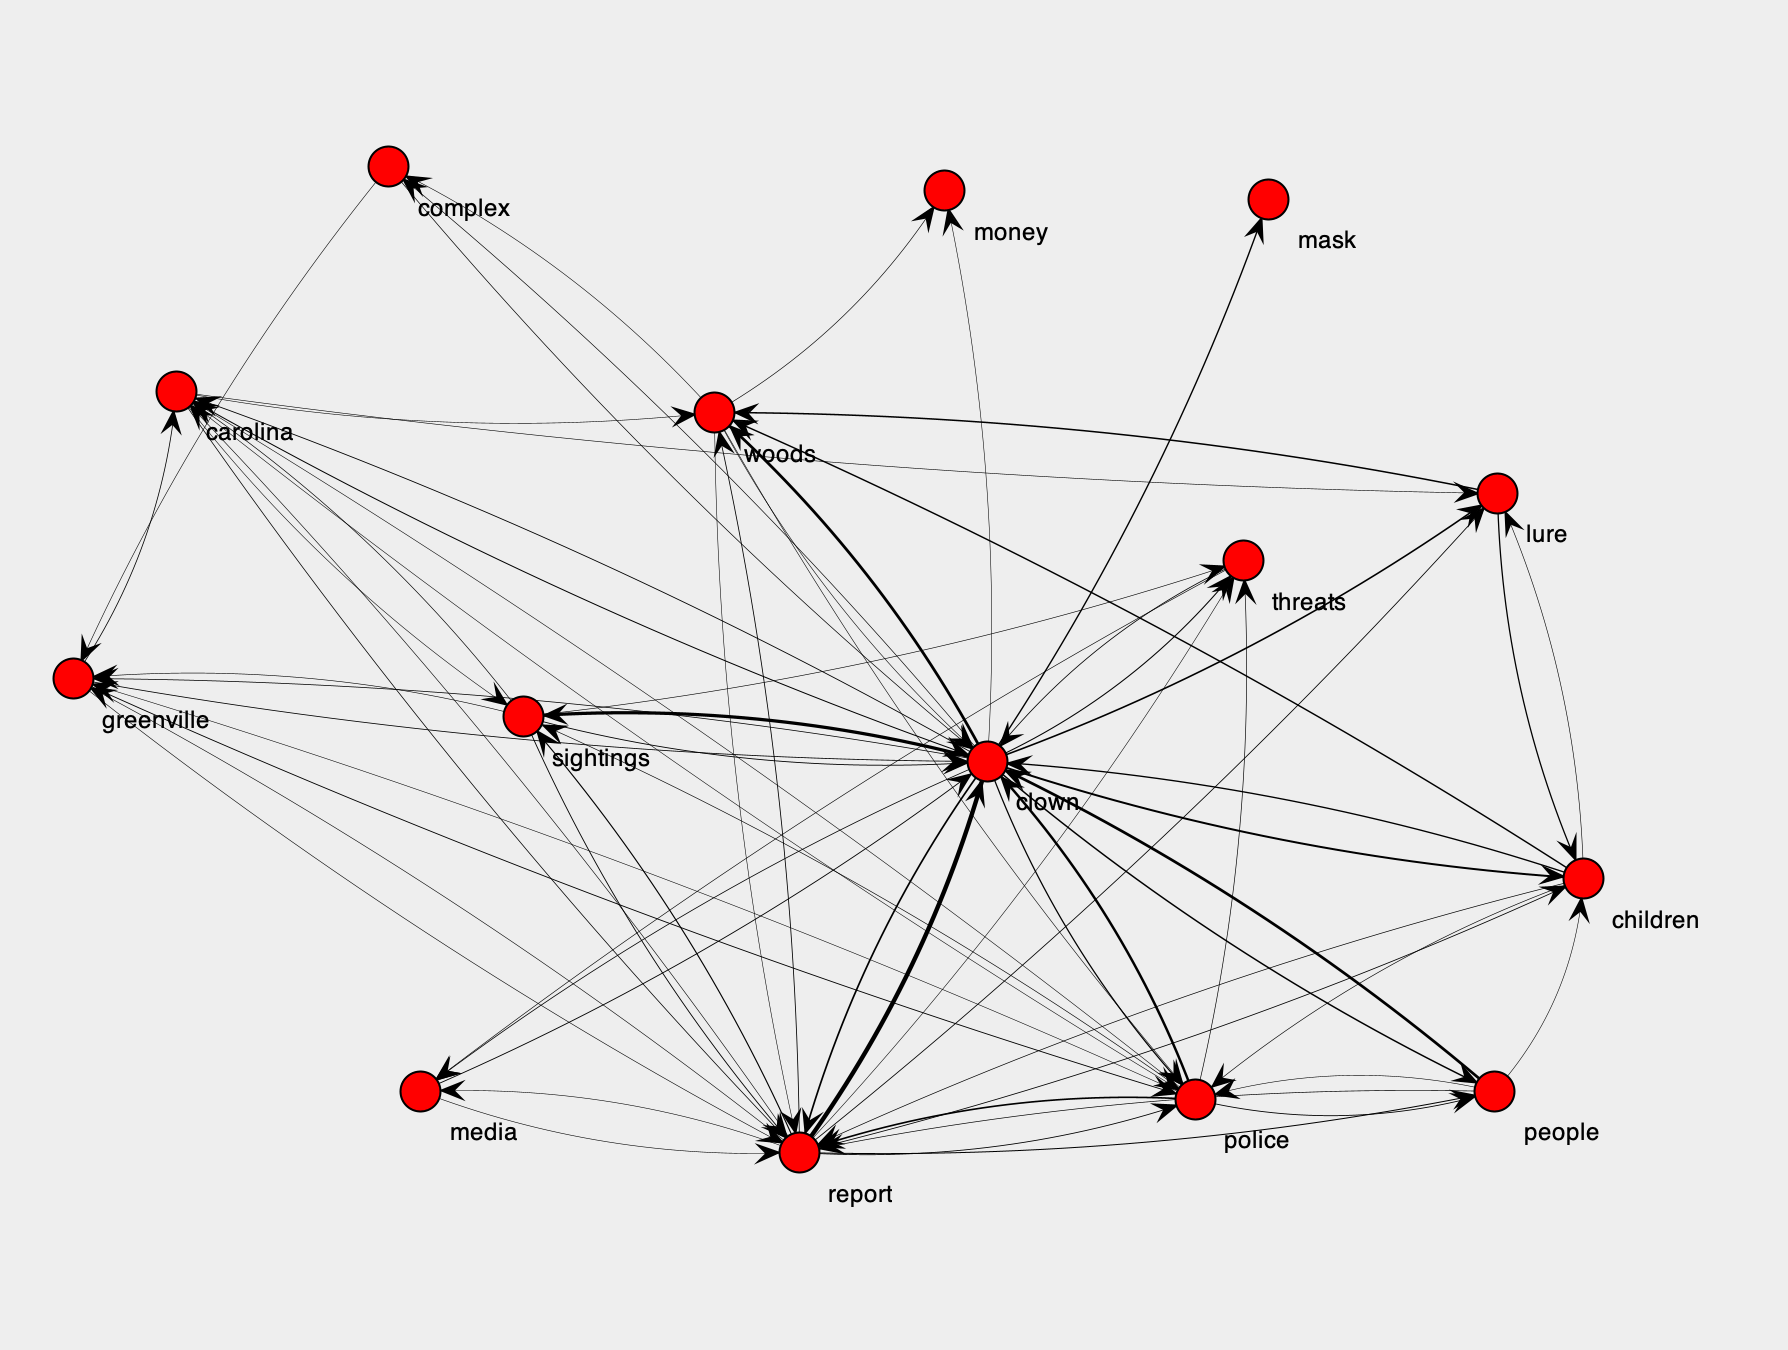 complex
money
mask
carolina
woods
lure
threats
greenville
sightings
clown
children
media
police
people
report